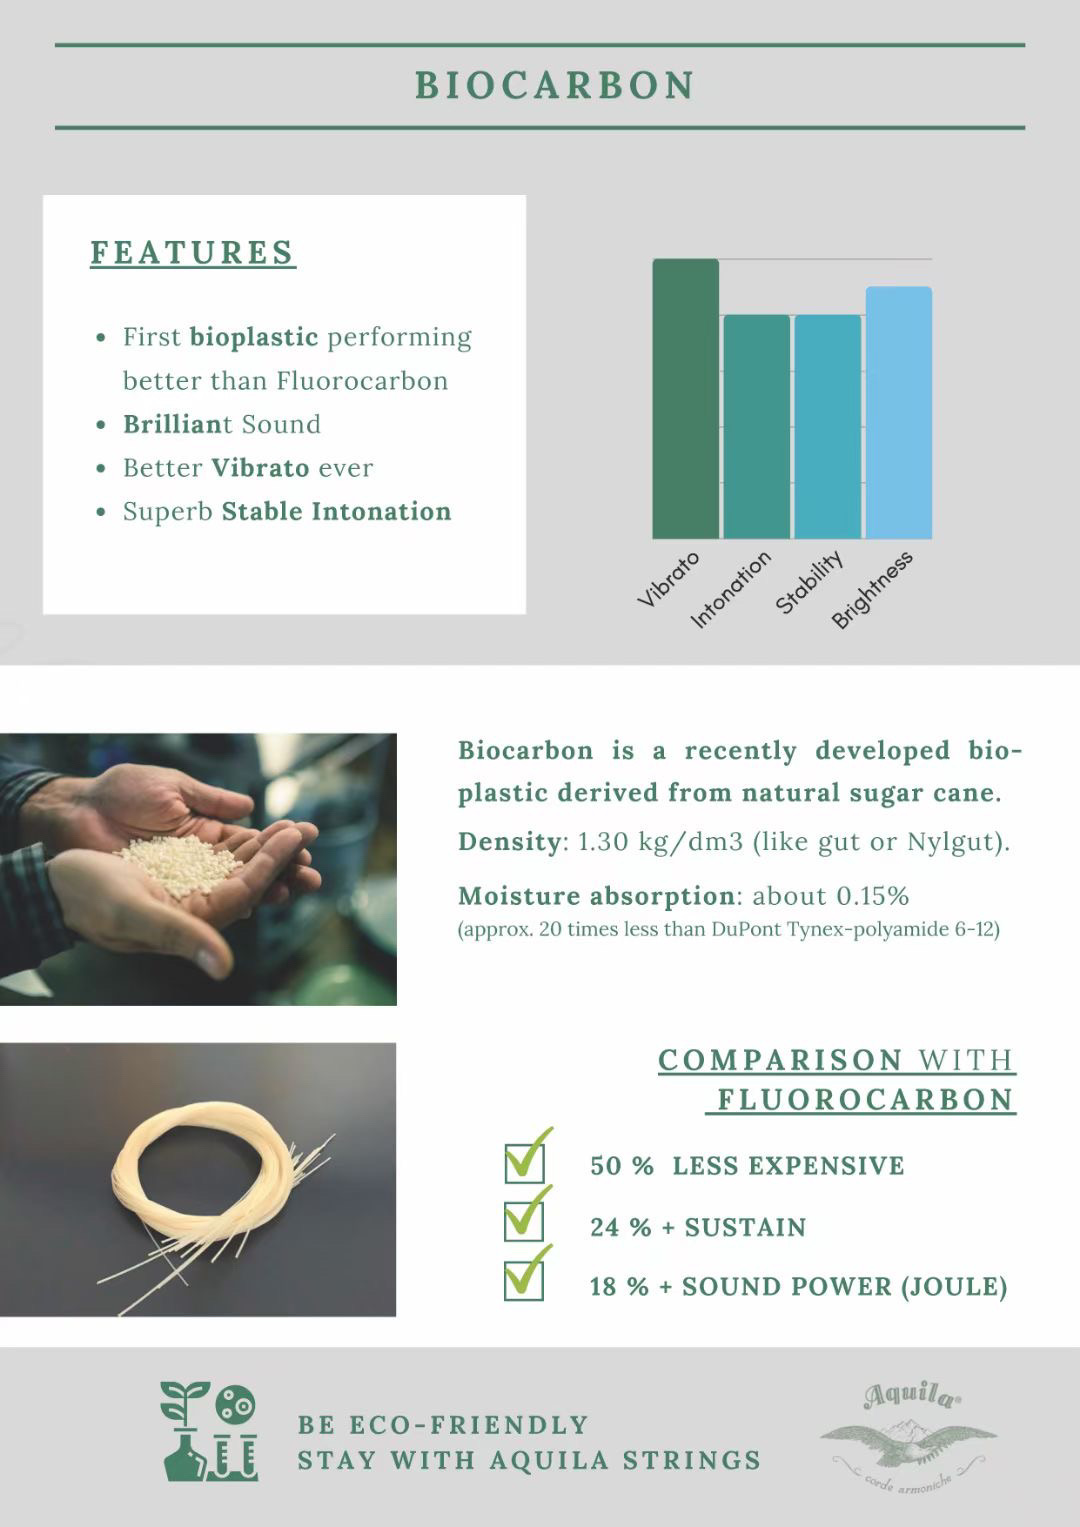 BIOCARBON
FEATURES
• First bioplastic performing
better than Fluorocarbon
• Brilliant Sound
• Better Vibrato ever
• Superb Stable Intonation
Vibrato
Intonation
Stability
Brightness
Biocarbon is a recently developed bio-
plastic derived from natural sugar cane.
Density: 1.30 kg/dm3 (like gut or Nylgut).
Moisture absorption: about 0.15%
(approx. 20 times less than DuPont Tynex-polyamide 6-12)
COMPARISON WITH
FLUOROCARBON
50 % LESS EXPENSIVE
24 % + SUSTAIN
18 % + SOUND POWER (JOULE)
BE ECO-FRIENDLY
STAY WITH AQUILA STRINGS
Aquila®
corde armoniche